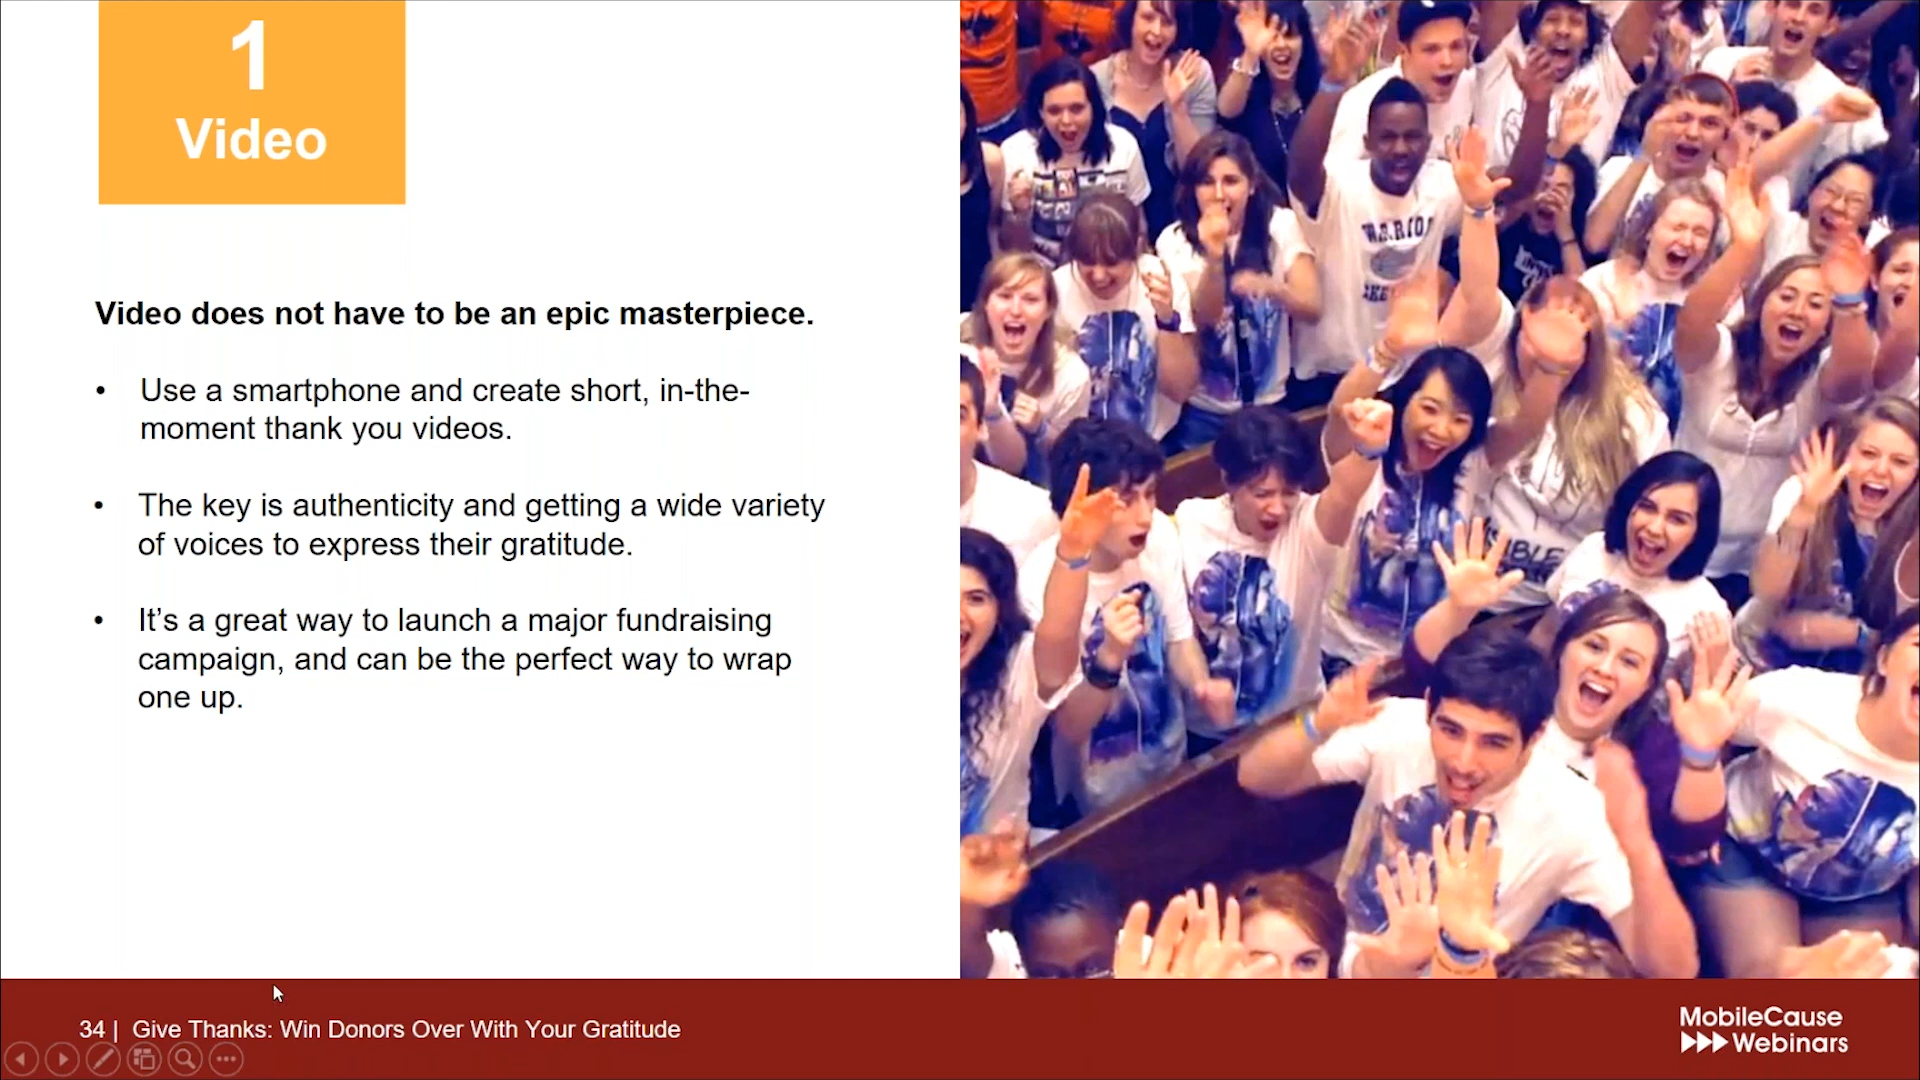 1
Video
Video does not have to be an epic masterpiece.
• Use a smartphone and create short, in-the-
moment thank you videos.
• The key is authenticity and getting a wide variety
of voices to express their gratitude.
• It’s a great way to launch a major fundraising
campaign, and can be the perfect way to wrap
one up.
WARRIOR
34 | Give Thanks: Win Donors Over With Your Gratitude
MobileCause
Webinars